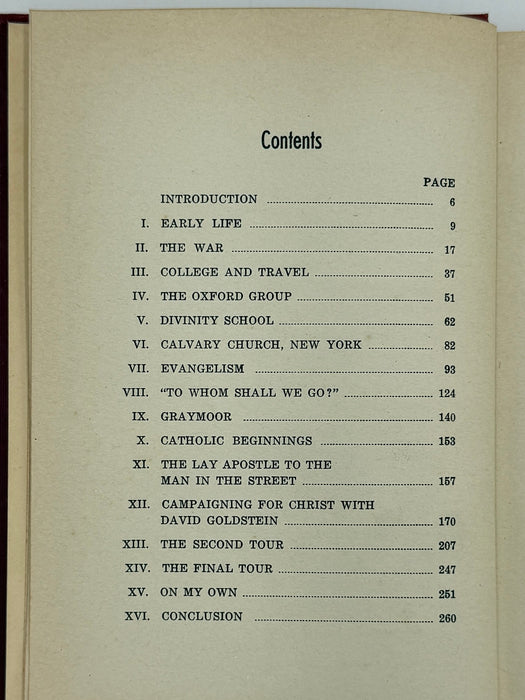 Contents
PAGE
INTRODUCTION 6
I. EARLY LIFE 9
II. THE WAR 17
III. COLLEGE AND TRAVEL 37
IV. THE OXFORD GROUP 51
V. DIVINITY SCHOOL 62
VI. CALVARY CHURCH, NEW YORK 82
VII. EVANGELISM 93
VIII. “TO WHOM SHALL WE GO?” 124
IX. GRAYMOOR 140
X. CATHOLIC BEGINNINGS 153
XI. THE LAY APOSTLE TO THE
MAN IN THE STREET 157
XII. CAMPAIGNING FOR CHRIST WITH
DAVID GOLDSTEIN 170
XIII. THE SECOND TOUR 207
XIV. THE FINAL TOUR 247
XV. ON MY OWN 251
XVI. CONCLUSION 260